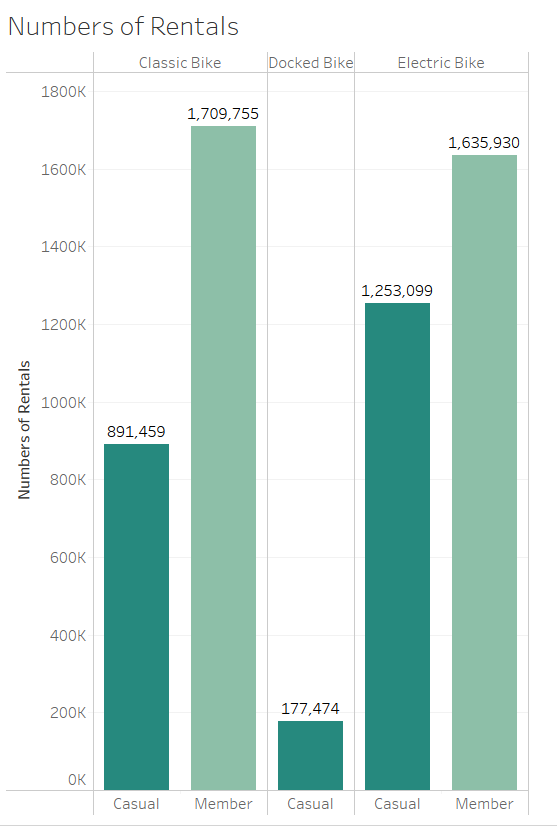 Numbers of Rentals
Classic Bike Docked Bike Electric Bike
1800K
1,709,755
1,635,930
1600K
1400K
1,253,099
1200K
Numbers of Rentals
1000K
891,459
800K
600K
400K
177,474
200K
0K
Casual Member Casual Casual Member